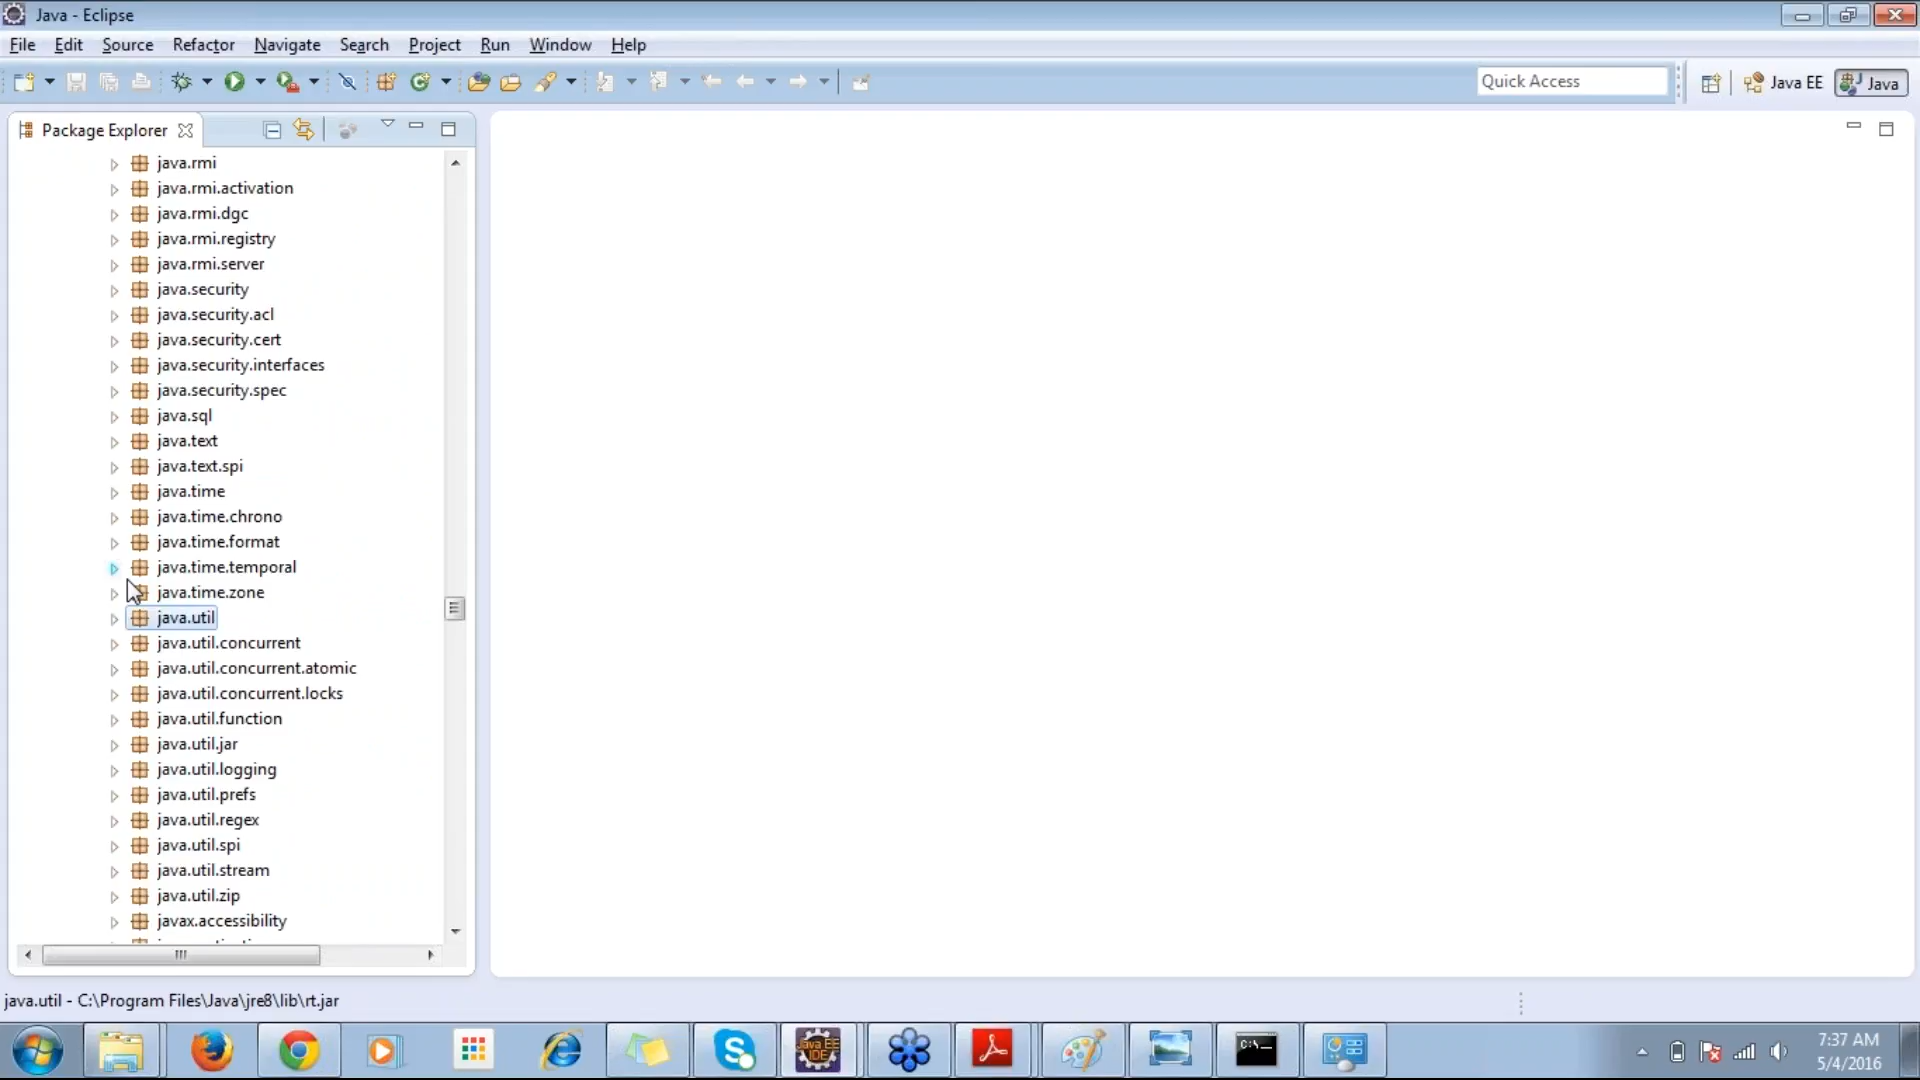 Java - Eclipse
File Edit Source Refactor Navigate Search Project Run Window Help
Quick Access Java EE Java
Package Explorer
java.rmi
java.rmi.activation
java.rmi.dgc
java.rmi.registry
java.rmi.server
java.security
java.security.acl
java.security.cert
java.security.interfaces
java.security.spec
java.sql
java.text
java.text.spi
java.time
java.time.chrono
java.time.format
java.time.temporal
java.time.zone
java.util
java.util.concurrent
java.util.concurrent.atomic
java.util.concurrent.locks
java.util.function
java.util.jar
java.util.logging
java.util.prefs
java.util.regex
java.util.spi
java.util.stream
java.util.zip
javax.accessibility
java.util - C:\Program Files\Java\jre8\lib\rt.jar
Java EE
IDE
C:\._
7:37 AM
5/4/2016